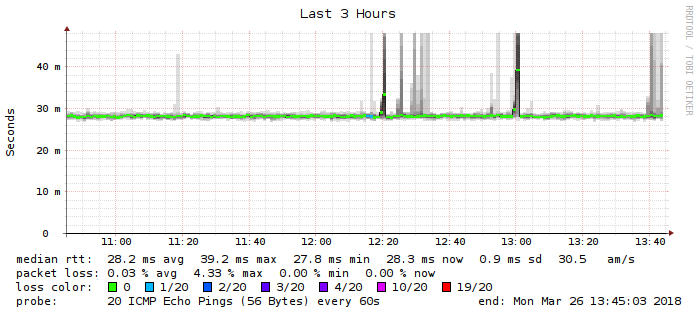 Last 3 Hours
RRDTOOL / TOBI OETIKER
Seconds
40 m
30 m
20 m
10 m
0
11:00 11:20 11:40 12:00 12:20 12:40 13:00 13:20 13:40
median rtt: 28.2 ms avg 39.2 ms max 27.8 ms min 28.3 ms now 0.9 ms sd 30.5 am/s
packet loss: 0.03 % avg 4.33 % max 0.00 % min 0.00 % now
loss color: 0 1/20 2/20 3/20 4/20 10/20 19/20
probe: 20 ICMP Echo Pings (56 Bytes) every 60s end: Mon Mar 26 13:45:03 2018